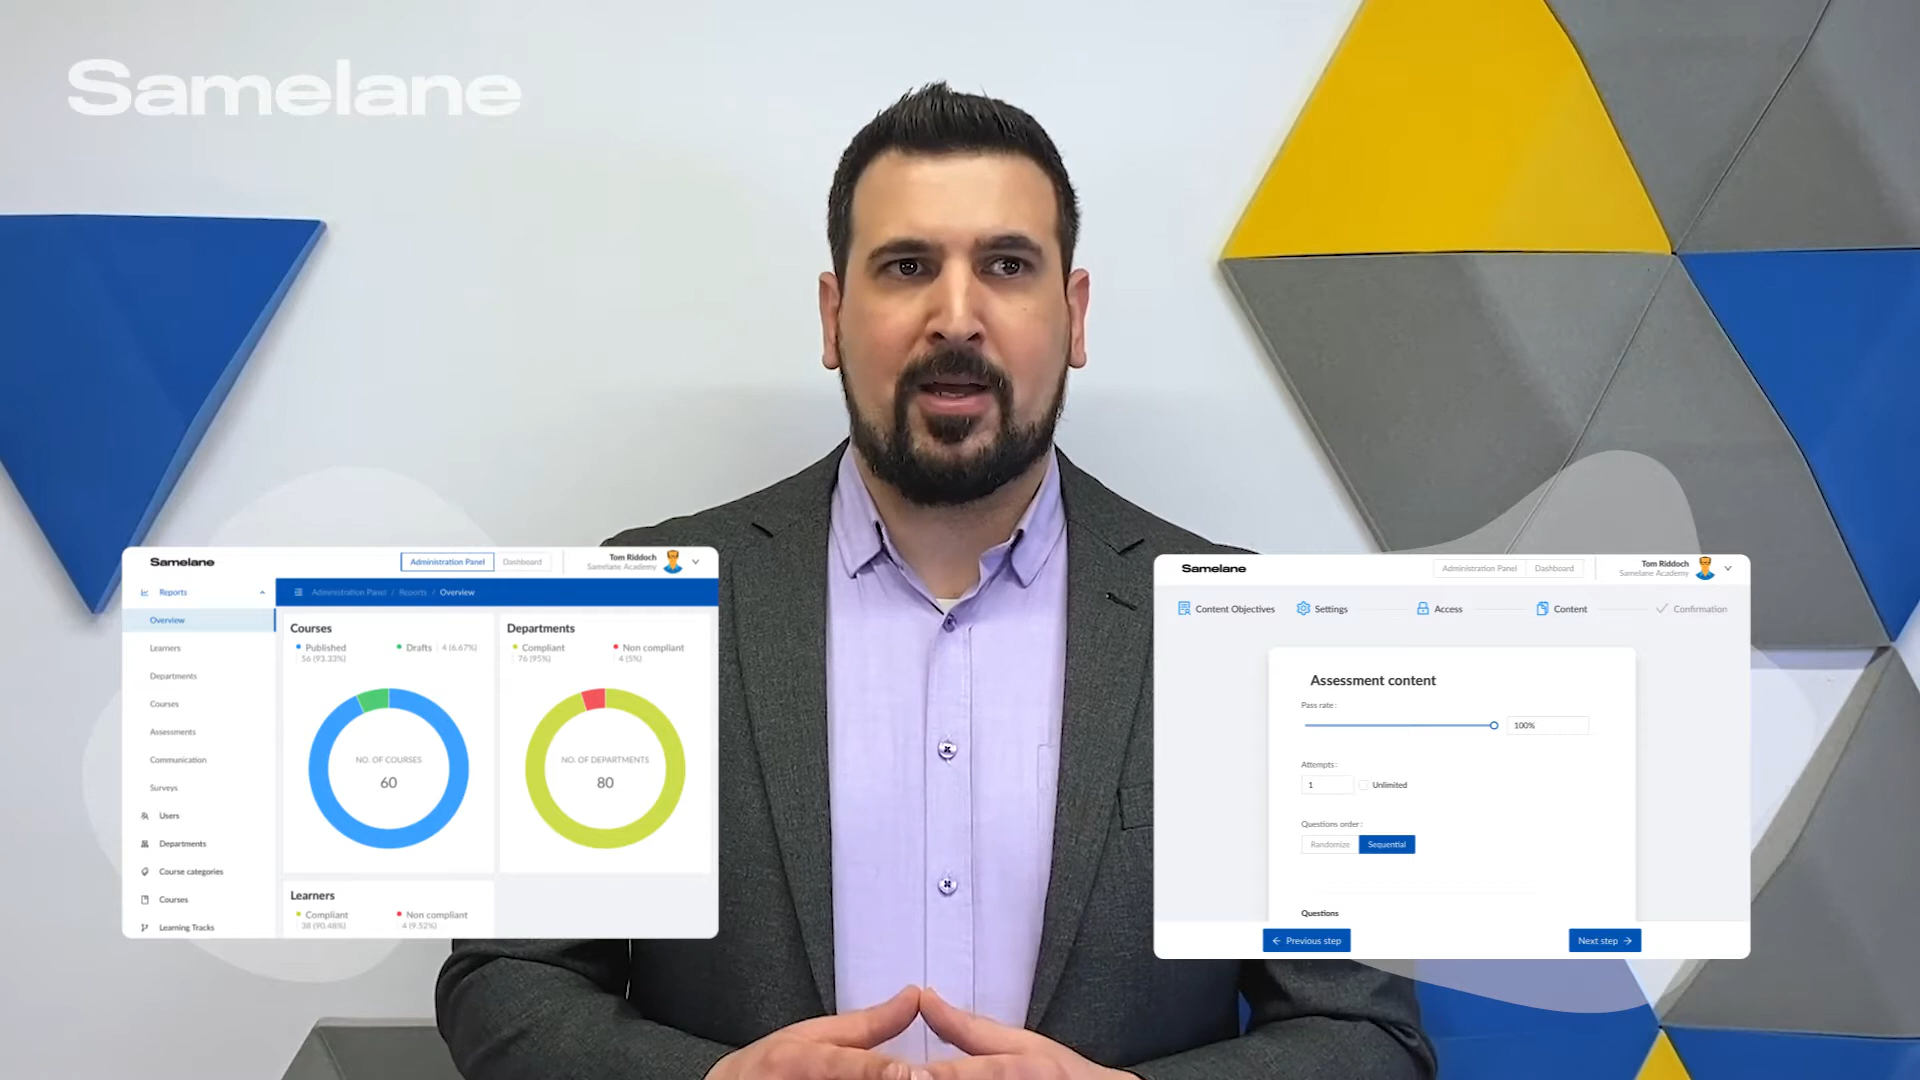 Samelane
Samelane
Administration Panel
Dashboard
Tom Riddoch
Samelane Academy
Reports
Administration Panel / Reports / Overview
Overview
Learners
Departments
Courses
Assessments
Communication
Surveys
Users
Departments
Course categories
Courses
Learning Tracks
Courses
Published
56 (93.33%)
Drafts
4 (6.67%)
NO. OF COURSES
60
Departments
Compliant
76 (95%)
Non compliant
4 (5%)
NO. OF DEPARTMENTS
80
Learners
Compliant
38 (90.48%)
Non compliant
4 (9.52%)
Samelane
Administration Panel
Dashboard
Tom Riddoch
Samelane Academy
Content Objectives
Settings
Access
Content
Confirmation
Assessment content
Pass rate:
100%
Attempts:
1
Unlimited
Questions order:
Randomize
Sequential
Questions
Previous step
Next step